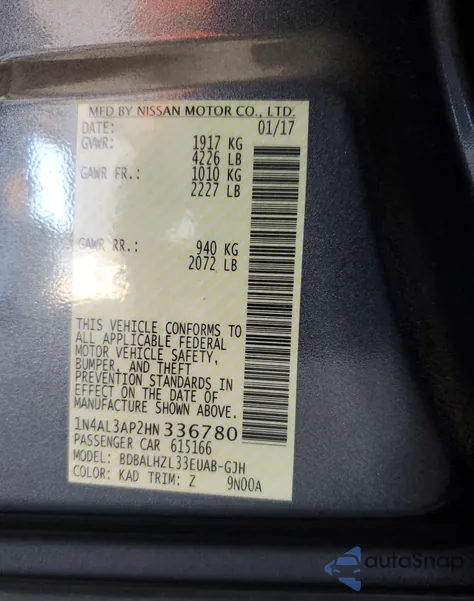 MFD BY NISSAN MOTOR CO., LTD.
DATE: 01/17
GVWR: 1917 KG
4226 LB
GAWR FR.: 1010 KG
2227 LB
GAWR RR.: 940 KG
2072 LB
THIS VEHICLE CONFORMS TO
ALL APPLICABLE FEDERAL
MOTOR VEHICLE SAFETY,
BUMPER, AND THEFT
PREVENTION STANDARDS IN
EFFECT ON THE DATE OF
MANUFACTURE SHOWN ABOVE.
1N4AL3AP2HN 336780
PASSENGER CAR 615166
MODEL: BDBALHZL33EUAB-GJH
COLOR: KAD TRIM: Z 9N00A
autoSnap